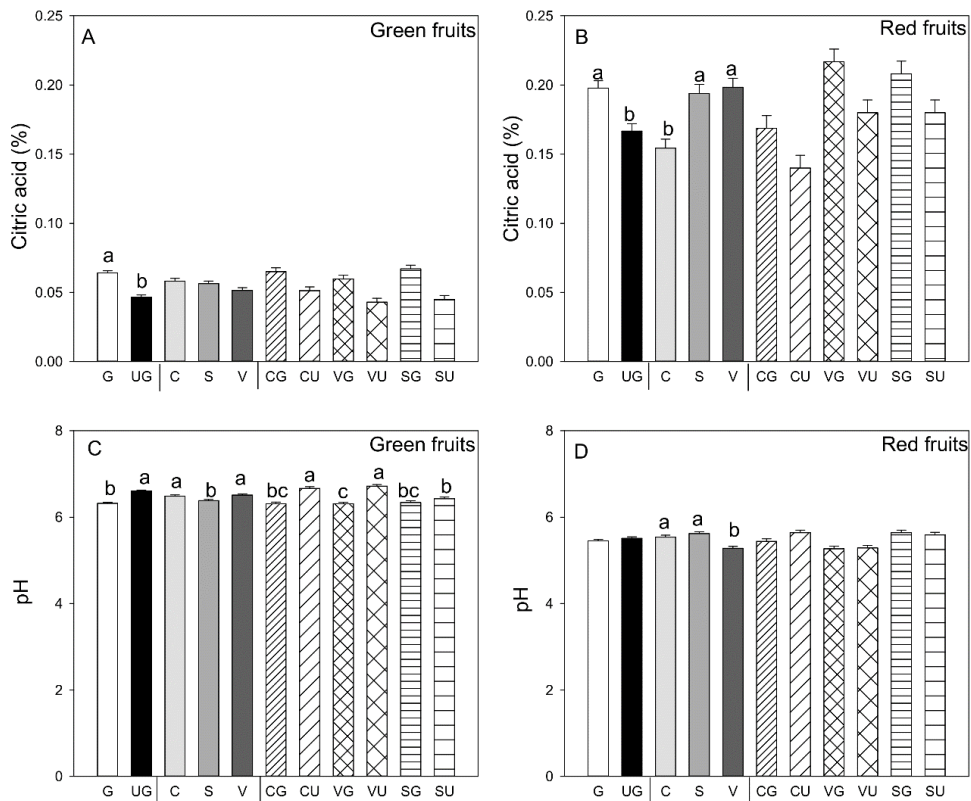 A Green fruits
Citric acid (%)
0.25
0.20
0.15
0.10
0.05
0.00
a
b
G UG C S V CG CU VG VU SG SU
B Red fruits
Citric acid (%)
0.25
0.20
0.15
0.10
0.05
0.00
a
b
b
a
a
G UG C S V CG CU VG VU SG SU
C Green fruits
pH
8
6
4
2
0
b a a b a bc a c a bc b
G UG C S V CG CU VG VU SG SU
D Red fruits
pH
8
6
4
2
0
a a b
G UG C S V CG CU VG VU SG SU